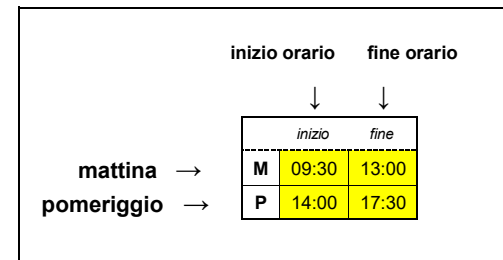 inizio orario fine orario
↓ ↓
inizio fine
mattina → M 09:30 13:00
pomeriggio → P 14:00 17:30